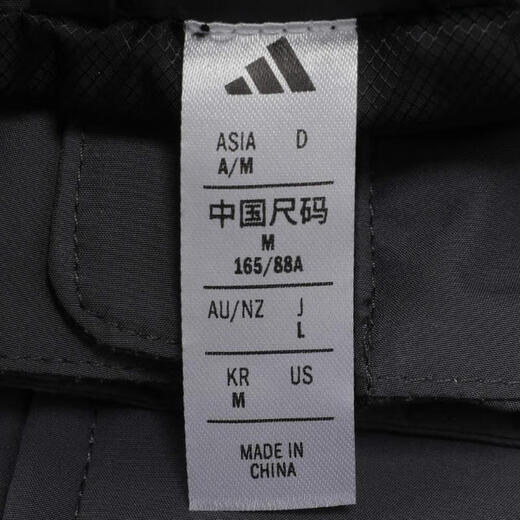 ASIA D
A/M
中国尺码
M
165/88A
AU/NZ J
L
KR US
M
MADE IN
CHINA